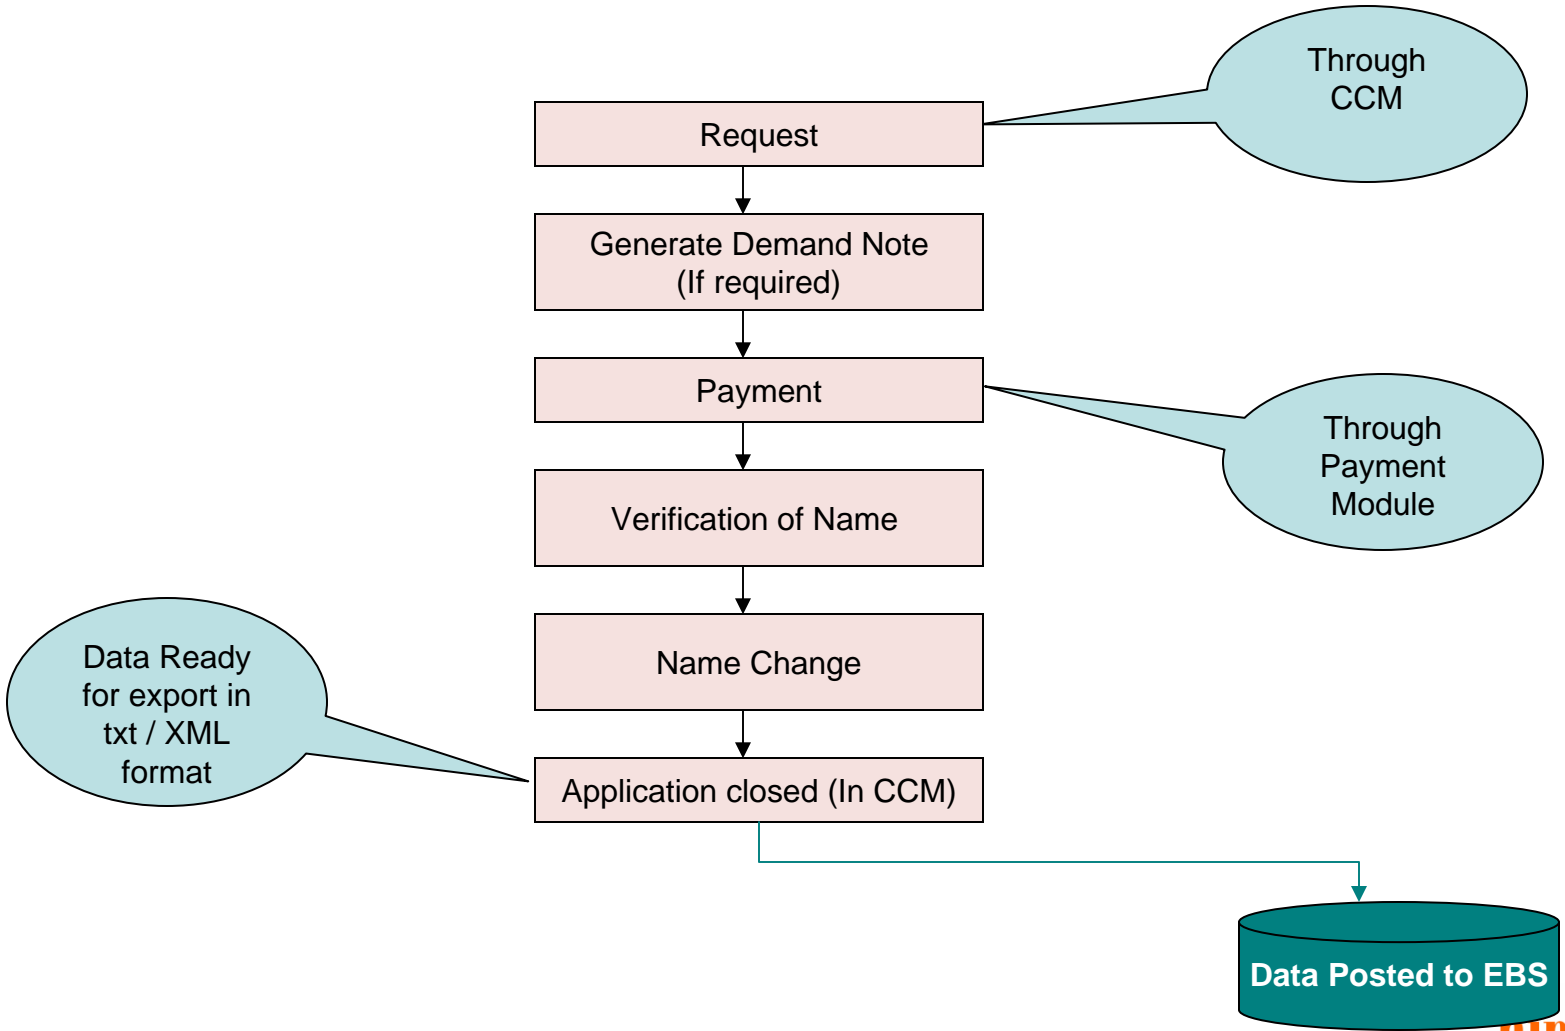 Through
CCM
Request
Generate Demand Note
(If required)
Payment
Through
Payment
Module
Verification of Name
Name Change
Data Ready
for export in
txt / XML
format
Application closed (In CCM)
Data Posted to EBS